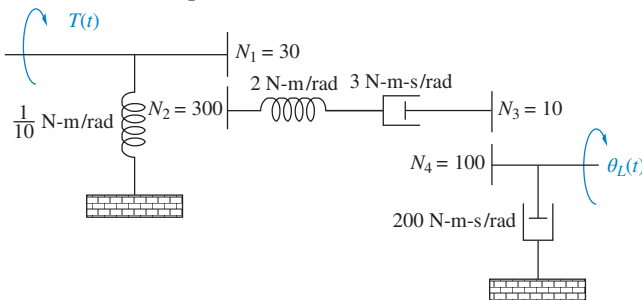 T(t)
N₁ = 30
2 N-m/rad
3 N-m-s/rad
1/10 N-m/rad
N₂ = 300
N₃ = 10
N₄ = 100
θL(t)
200 N-m-s/rad